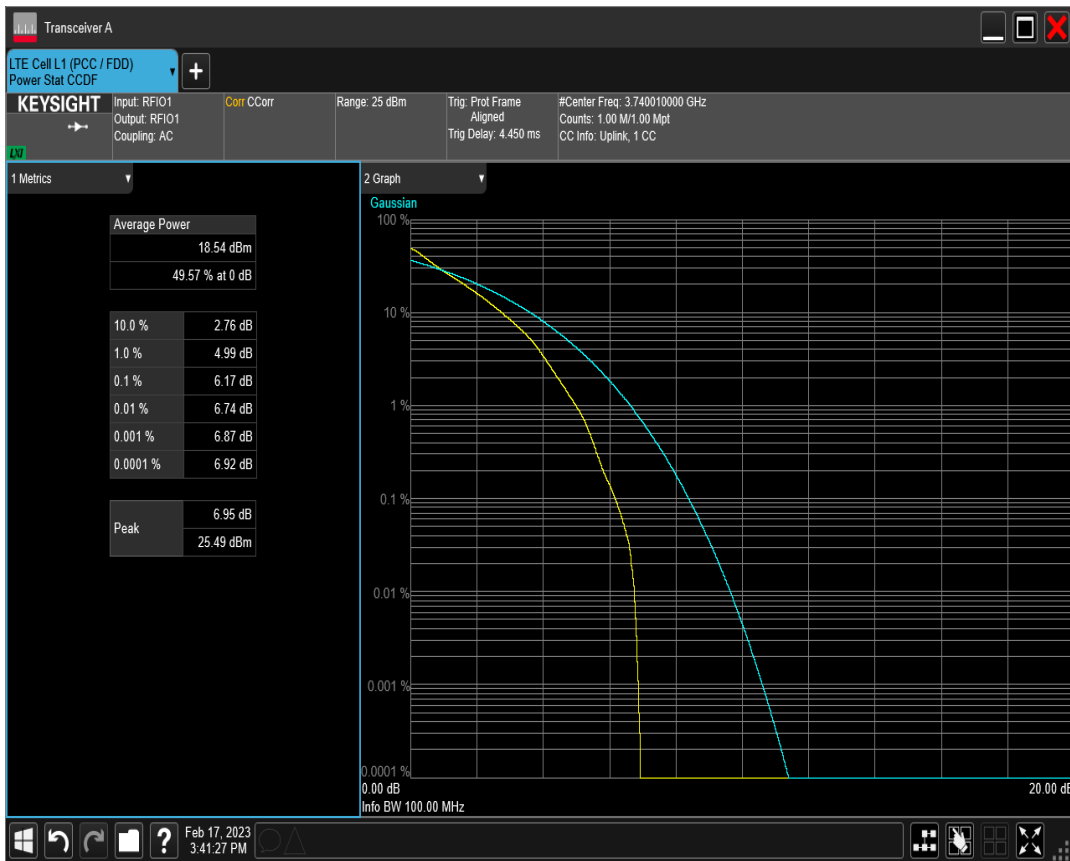 Transceiver A
LTE Cell L1 (PCC / FDD)
Power Stat CCDF
+
KEYSIGHT
LXI
Input: RFIO1
Output: RFIO1
Coupling: AC
Corr CCorr
Range: 25 dBm
Trig: Prot Frame
Aligned
Trig Delay: 4.450 ms
#Center Freq: 3.740010000 GHz
Counts: 1.00 M/1.00 Mpt
CC Info: Uplink, 1 CC
1 Metrics
Average Power
18.54 dBm
49.57 % at 0 dB
10.0 % 2.76 dB
1.0 % 4.99 dB
0.1 % 6.17 dB
0.01 % 6.74 dB
0.001 % 6.87 dB
0.0001 % 6.92 dB
Peak
6.95 dB
25.49 dBm
2 Graph
Gaussian
100 %
10 %
1 %
0.1 %
0.01 %
0.001 %
0.0001 %
0.00 dB 20.00 dB
Info BW 100.00 MHz
?
Feb 17, 2023
3:41:27 PM